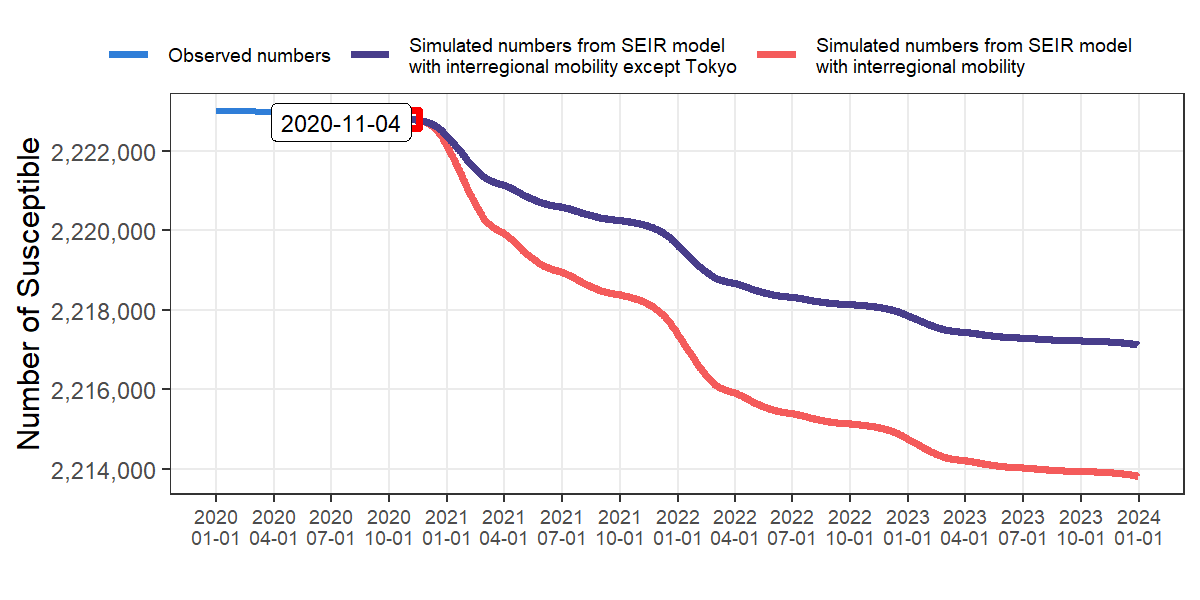 Observed numbers
Simulated numbers from SEIR model
with interregional mobility except Tokyo
Simulated numbers from SEIR model
with interregional mobility
Number of Susceptible
2,222,000
2,220,000
2,218,000
2,216,000
2,214,000
2020-11-04
2020 2020 2020 2020 2021 2021 2021 2021 2022 2022 2022 2022 2023 2023 2023 2023 2024
01-01 04-01 07-01 10-01 01-01 04-01 07-01 10-01 01-01 04-01 07-01 10-01 01-01 04-01 07-01 10-01 01-01